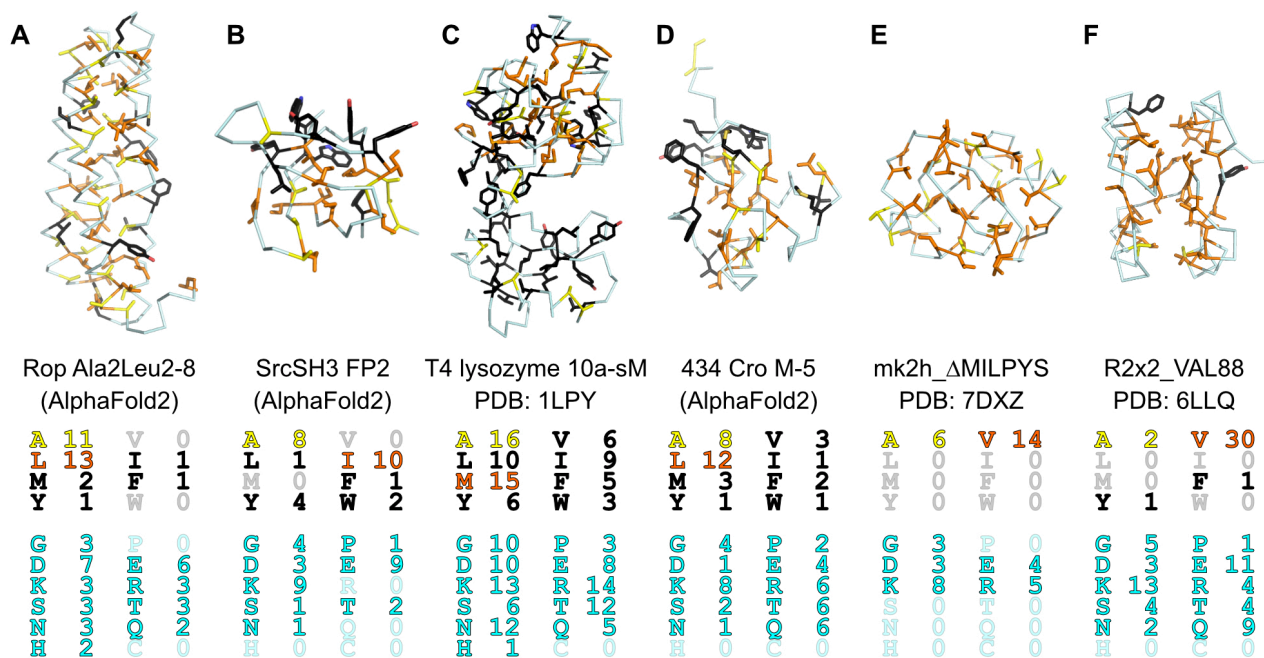 A
Rop Ala2Leu2-8
(AlphaFold2)
A 11 V 0
L 13 I 1
M 2 F 1
Y 1 W 0
G 3 P 0
D 7 E 6
K 3 R 3
S 3 T 3
N 3 Q 2
H 2 C 0
B
SrcSH3 FP2
(AlphaFold2)
A 8 V 0
L 1 I 10
M 0 F 1
Y 4 W 2
G 4 P 1
D 3 E 9
K 9 R 0
S 1 T 2
N 1 Q 0
H 0 C 0
C
T4 lysozyme 10a-sM
PDB: 1LPY
A 16 V 6
L 10 I 9
M 15 F 5
Y 6 W 3
G 10 P 3
D 10 E 8
K 13 R 14
S 6 T 12
N 12 Q 5
H 1 C 0
D
434 Cro M-5
(AlphaFold2)
A 8 V 3
L 12 I 1
M 3 F 2
Y 1 W 1
G 4 P 2
D 1 E 4
K 8 R 6
S 2 T 6
N 1 Q 6
H 0 C 0
E
mk2h_ΔMILPYS
PDB: 7DXZ
A 6 V 14
L 0 I 0
M 0 F 0
Y 0 W 0
G 3 P 0
D 3 E 4
K 8 R 5
S 0 T 0
N 0 Q 0
H 0 C 0
F
R2x2_VAL88
PDB: 6LLQ
A 2 V 30
L 0 I 0
M 0 F 1
Y 1 W 0
G 5 P 1
D 3 E 11
K 13 R 4
S 4 T 4
N 2 Q 9
H 0 C 0